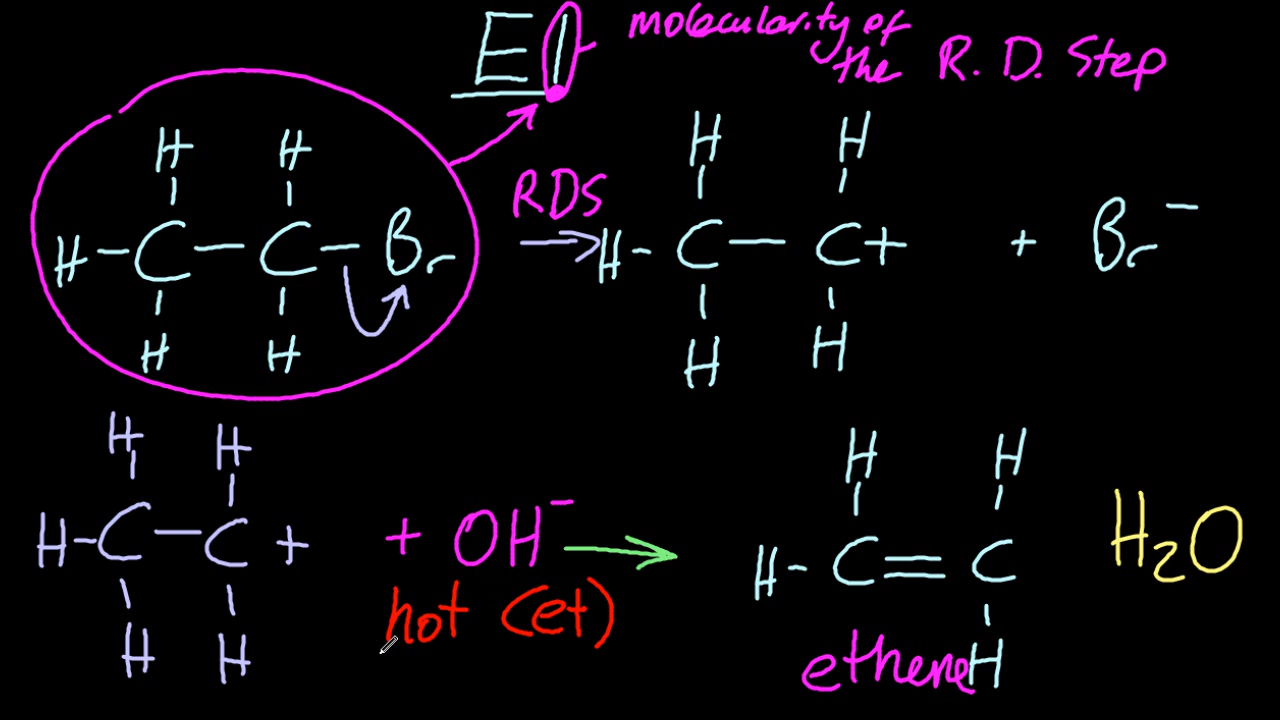 E1 molecularity of
the R. D. Step
H H H H
RDS
H - C - C - Br H - C - C + + Br -
H H H H
H H H H
H - C - C + + OH - H - C = C H2O
hot (et)
H H ethene H